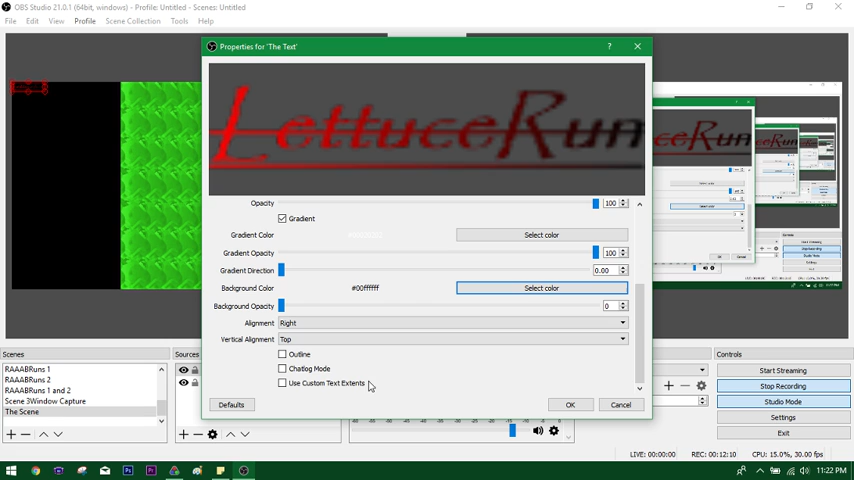 OBS Studio 21.0.1 (64bit, windows) - Profile: Untitled - Scenes: Untitled
File Edit View Profile Scene Collection Tools Help
Properties for 'The Text' ?
LettuceRun
Opacity 100
Gradient
Gradient Color Select color
Gradient Opacity 100
Gradient Direction 0.00
Background Color #00ffffff Select color
Background Opacity 0
Alignment Right
Vertical Alignment Top
Outline
Chatlog Mode
Use Custom Text Extents
Defaults OK Cancel
Scenes Sources Controls
RAAABRuns 1
RAAABRuns 2
RAAABRuns 1 and 2
Scene 3Window Capture
The Scene
Start Streaming
Stop Recording
Studio Mode
Settings
Exit
LIVE: 00:00:00 REC: 00:12:10 CPU: 15.0%, 30.00 fps
11:22 PM